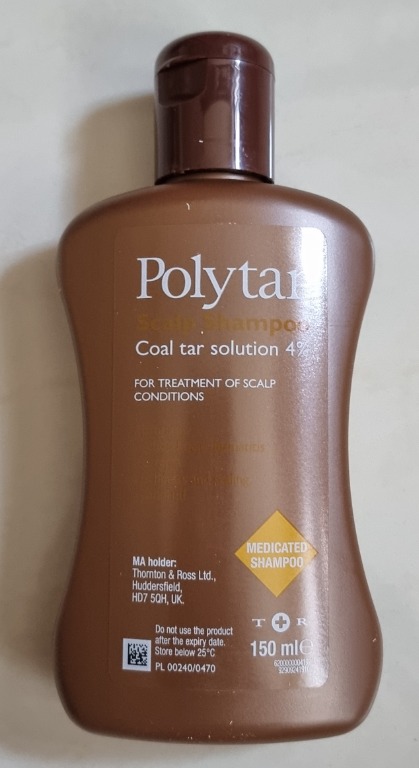 Polytar
Scalp Shampoo
Coal tar solution 4%
FOR TREATMENT OF SCALP
CONDITIONS
MEDICATED
SHAMPOO
MA holder:
Thornton & Ross Ltd.,
Huddersfield,
HD7 5QH, UK.
T R
Do not use the product
after the expiry date.
Store below 25°C
150 ml e
PL 00240/0470